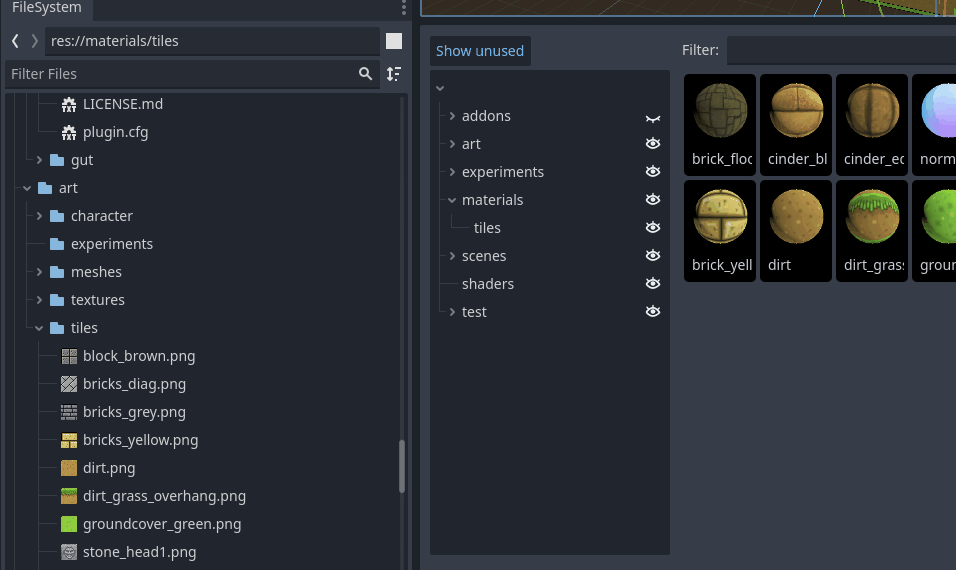 FileSystem
res://materials/tiles
Filter Files
LICENSE.md
plugin.cfg
gut
art
character
experiments
meshes
textures
tiles
block_brown.png
bricks_diag.png
bricks_grey.png
bricks_yellow.png
dirt.png
dirt_grass_overhang.png
groundcover_green.png
stone_head1.png
Show unused
addons
art
experiments
materials
tiles
scenes
shaders
test
Filter:
brick_floo
cinder_bl
cinder_ec
norm
brick_yell
dirt
dirt_grass
groun